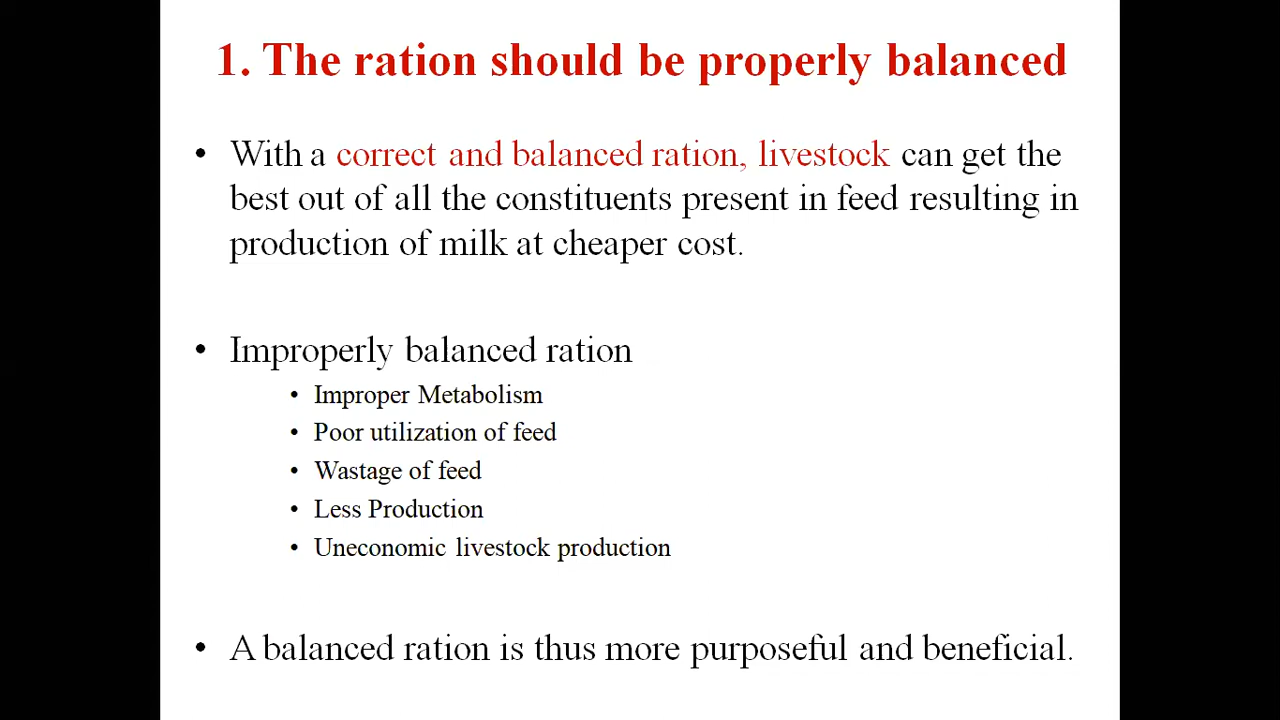 1. The ration should be properly balanced
• With a correct and balanced ration, livestock can get the
best out of all the constituents present in feed resulting in
production of milk at cheaper cost.
• Improperly balanced ration
• Improper Metabolism
• Poor utilization of feed
• Wastage of feed
• Less Production
• Uneconomic livestock production
• A balanced ration is thus more purposeful and beneficial.